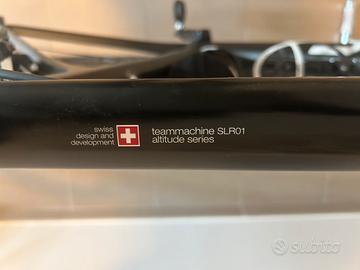 swiss
design and
development
teammachine SLR01
altitude series
subito